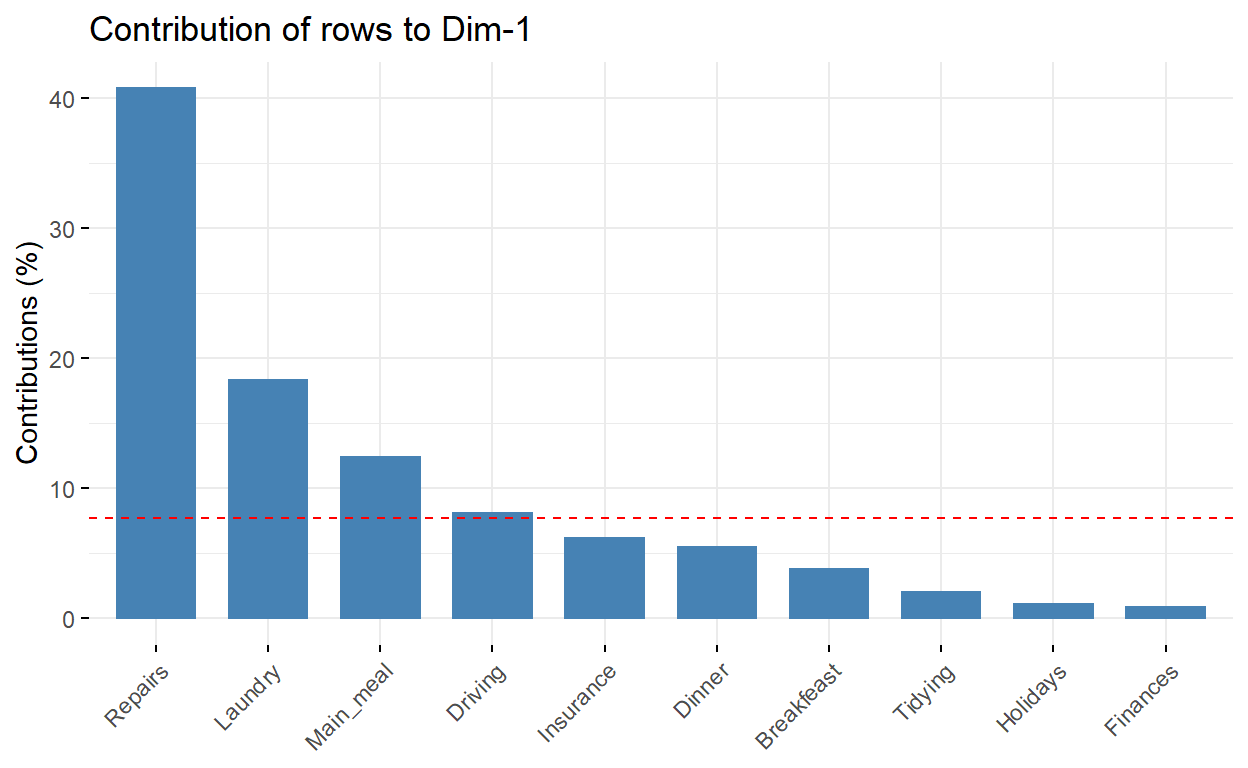 Contribution of rows to Dim-1
Contributions (%)
40
30
20
10
0
Repairs
Laundry
Main_meal
Driving
Insurance
Dinner
Breakfeast
Tidying
Holidays
Finances